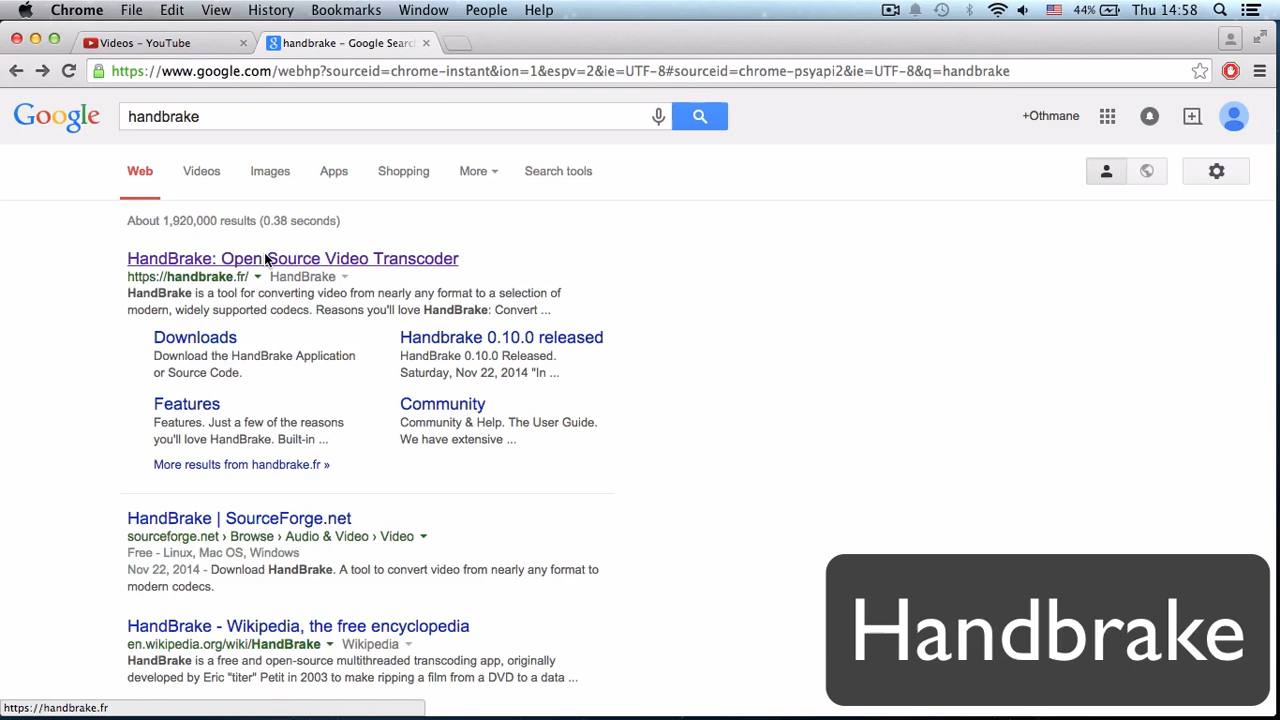 Chrome File Edit View History Bookmarks Window People Help 44% Thu 14:58
Videos - YouTube handbrake - Google Searc
https://www.google.com/webhp?sourceid=chrome-instant&ion=1&espv=2&ie=UTF-8#sourceid=chrome-psyapi2&ie=UTF-8&q=handbrake
Google handbrake +Othmane
Web Videos Images Apps Shopping More Search tools
About 1,920,000 results (0.38 seconds)
HandBrake: Open Source Video Transcoder
https://handbrake.fr/ HandBrake
HandBrake is a tool for converting video from nearly any format to a selection of
modern, widely supported codecs. Reasons you'll love HandBrake: Convert ...
Downloads
Download the HandBrake Application
or Source Code.
Handbrake 0.10.0 released
HandBrake 0.10.0 Released.
Saturday, Nov 22, 2014 "In ...
Features
Features. Just a few of the reasons
you'll love HandBrake. Built-in ...
Community
Community & Help. The User Guide.
We have extensive ...
More results from handbrake.fr »
HandBrake | SourceForge.net
sourceforge.net › Browse › Audio & Video › Video
Free - Linux, Mac OS, Windows
Nov 22, 2014 - Download HandBrake. A tool to convert video from nearly any format to
modern codecs.
HandBrake - Wikipedia, the free encyclopedia
en.wikipedia.org/wiki/HandBrake Wikipedia
HandBrake is a free and open-source multithreaded transcoding app, originally
developed by Eric "titer" Petit in 2003 to make ripping a film from a DVD to a data ...
Handbrake
https://handbrake.fr